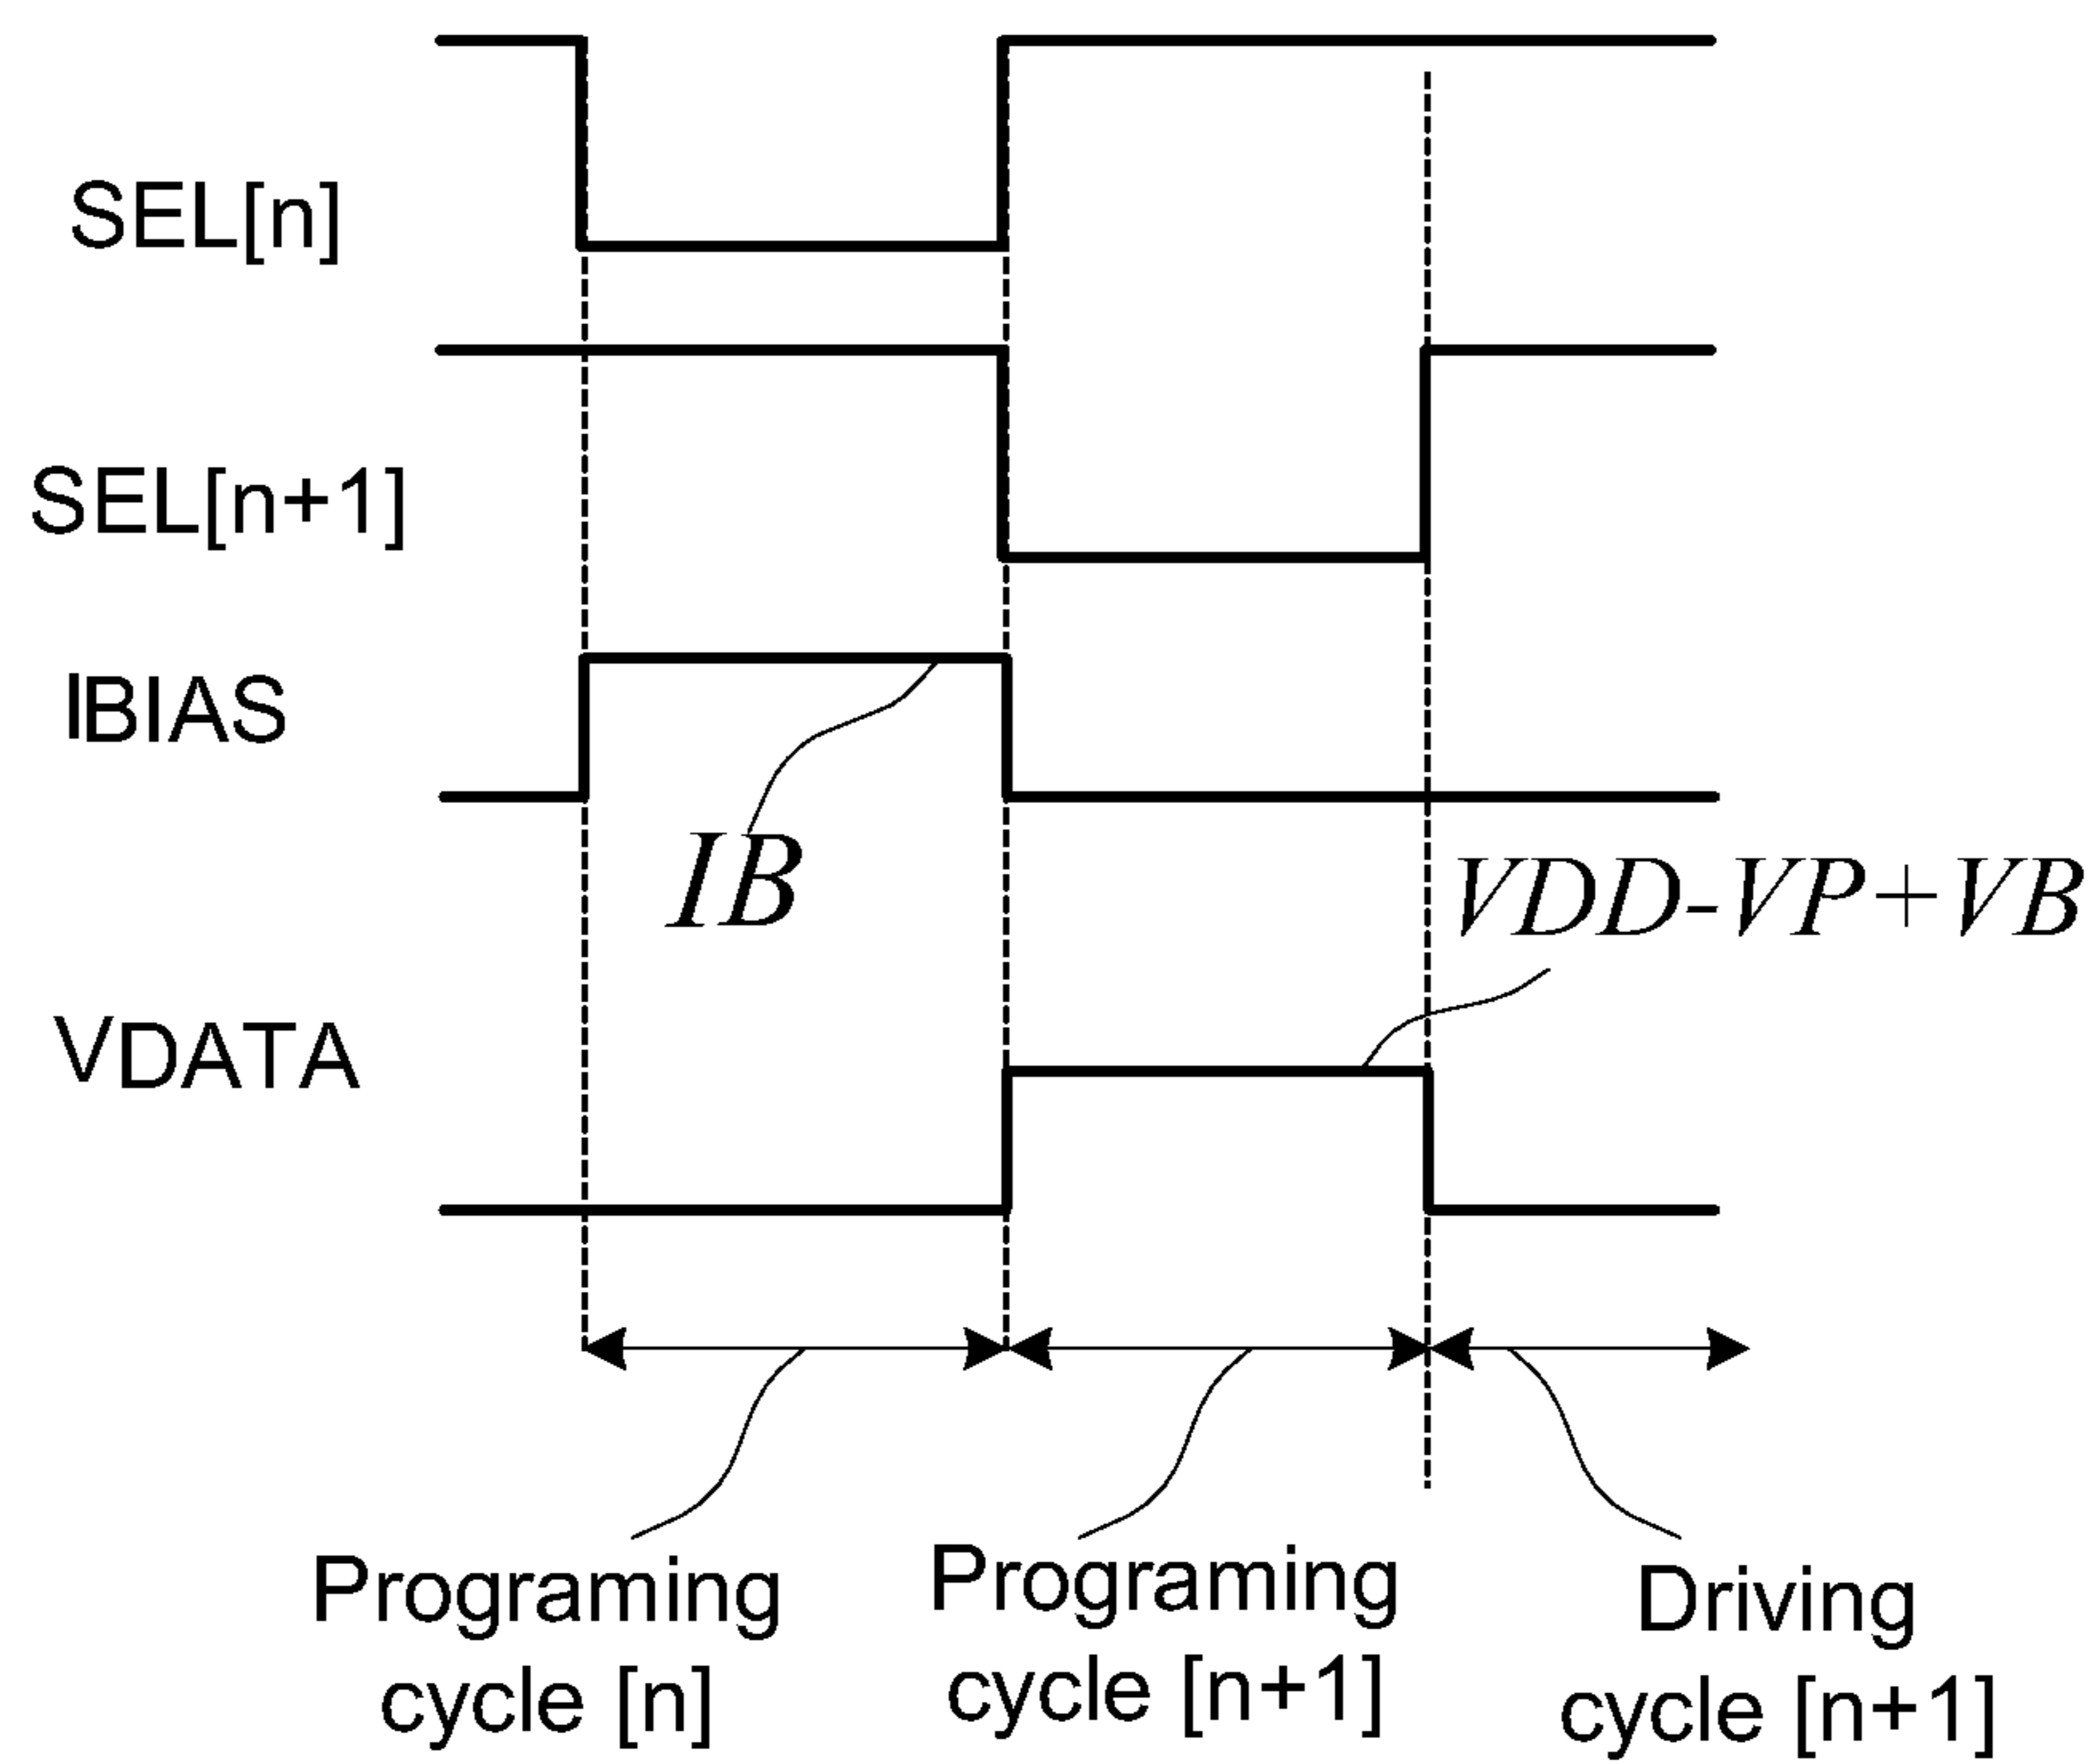 SEL[n]
SEL[n+1]
IBIAS
IB
VDD-VP+VB
VDATA
Programing
cycle [n]
Programing
cycle [n+1]
Driving
cycle [n+1]